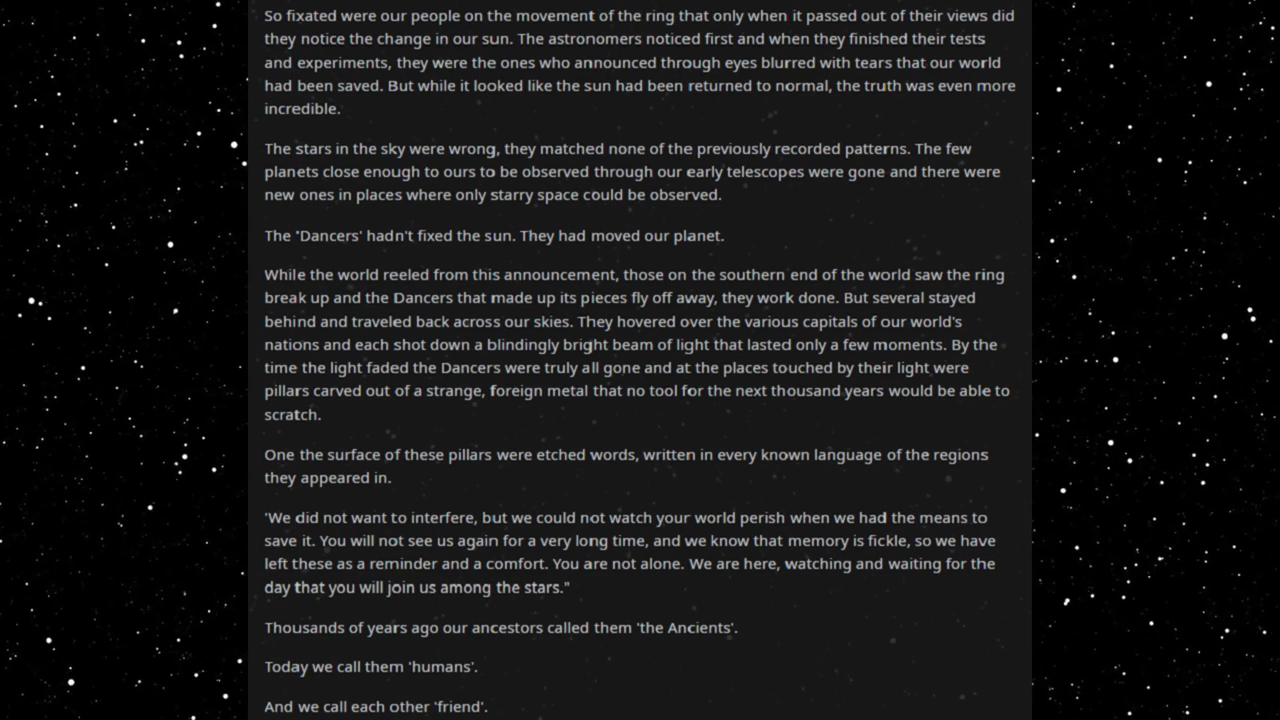 So fixated were our people on the movement of the ring that only when it passed out of their views did
they notice the change in our sun. The astronomers noticed first and when they finished their tests
and experiments, they were the ones who announced through eyes blurred with tears that our world
had been saved. But while it looked like the sun had been returned to normal, the truth was even more
incredible.
The stars in the sky were wrong, they matched none of the previously recorded patterns. The few
planets close enough to ours to be observed through our early telescopes were gone and there were
new ones in places where only starry space could be observed.
The 'Dancers' hadn't fixed the sun. They had moved our planet.
While the world reeled from this announcement, those on the southern end of the world saw the ring
break up and the Dancers that made up its pieces fly off away, they work done. But several stayed
behind and traveled back across our skies. They hovered over the various capitals of our world's
nations and each shot down a blindingly bright beam of light that lasted only a few moments. By the
time the light faded the Dancers were truly all gone and at the places touched by their light were
pillars carved out of a strange, foreign metal that no tool for the next thousand years would be able to
scratch.
One the surface of these pillars were etched words, written in every known language of the regions
they appeared in.
'We did not want to interfere, but we could not watch your world perish when we had the means to
save it. You will not see us again for a very long time, and we know that memory is fickle, so we have
left these as a reminder and a comfort. You are not alone. We are here, watching and waiting for the
day that you will join us among the stars."
Thousands of years ago our ancestors called them 'the Ancients'.
Today we call them 'humans'.
And we call each other 'friend'.